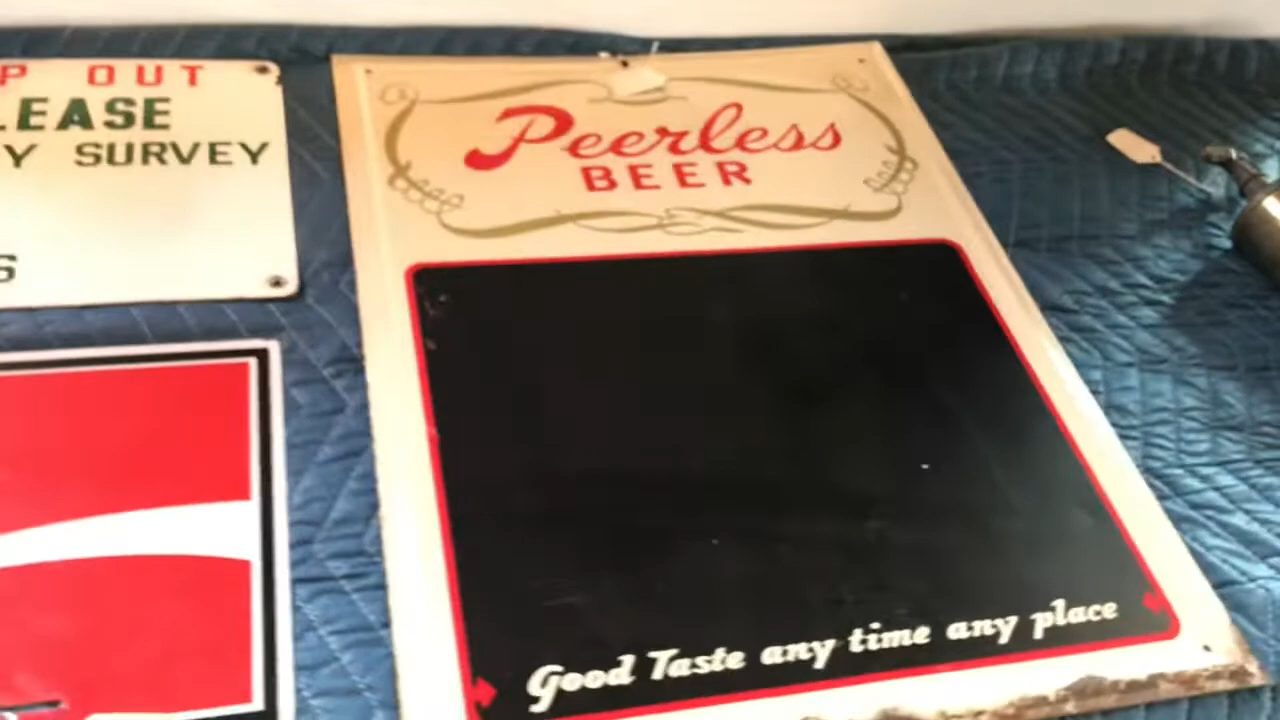 P OUT
LEASE
Y SURVEY
S
Peerless
BEER
Good Taste any time any place